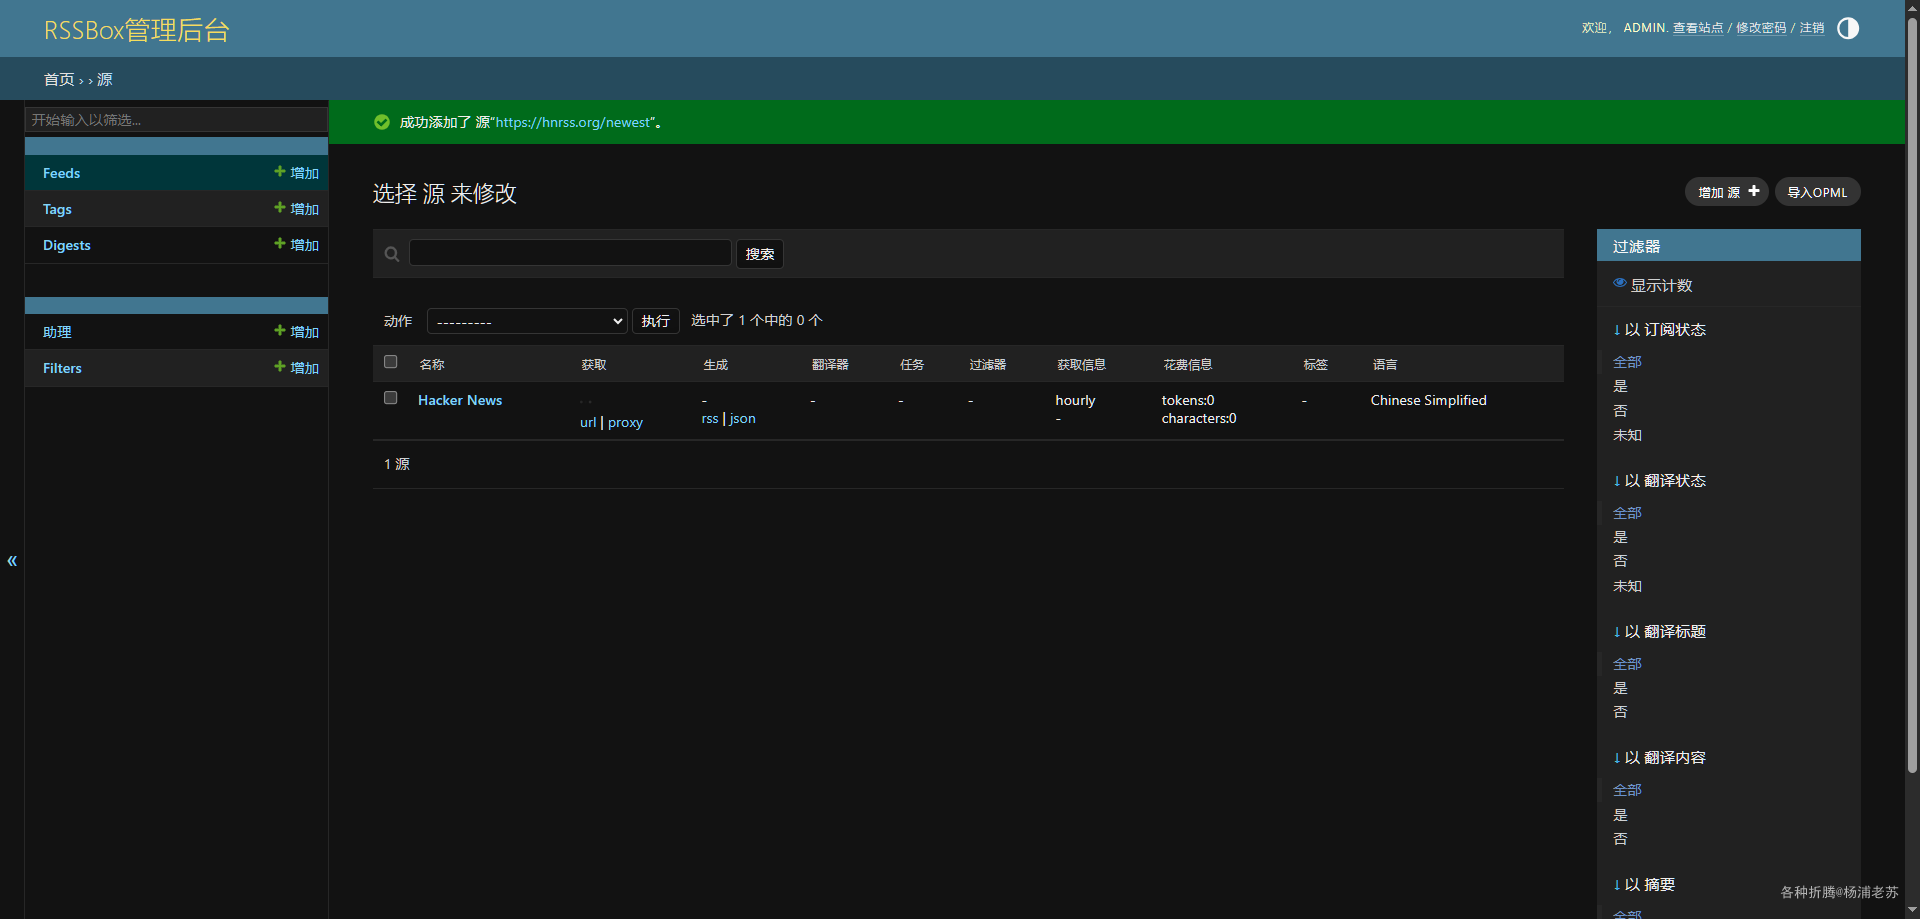 RSSBox管理后台
欢迎， ADMIN. 查看站点 / 修改密码 / 注销
首页 › › 源
开始输入以筛选...
Feeds 增加
Tags 增加
Digests 增加
助理 增加
Filters 增加
«
成功添加了 源“https://hnrss.org/newest”。
选择 源 来修改
增加 源
导入OPML
搜索
动作 --------- 执行 选中了 1 个中的 0 个
名称 获取 生成 翻译器 任务 过滤器 获取信息 花费信息 标签 语言
Hacker News - - - - hourly tokens:0 - Chinese Simplified
url | proxy rss | json - characters:0
1 源
过滤器
显示计数
↓ 以 订阅状态
全部
是
否
未知
↓ 以 翻译状态
全部
是
否
未知
↓ 以 翻译标题
全部
是
否
↓ 以 翻译内容
全部
是
否
↓ 以 摘要
全部
各种折腾@杨浦老苏